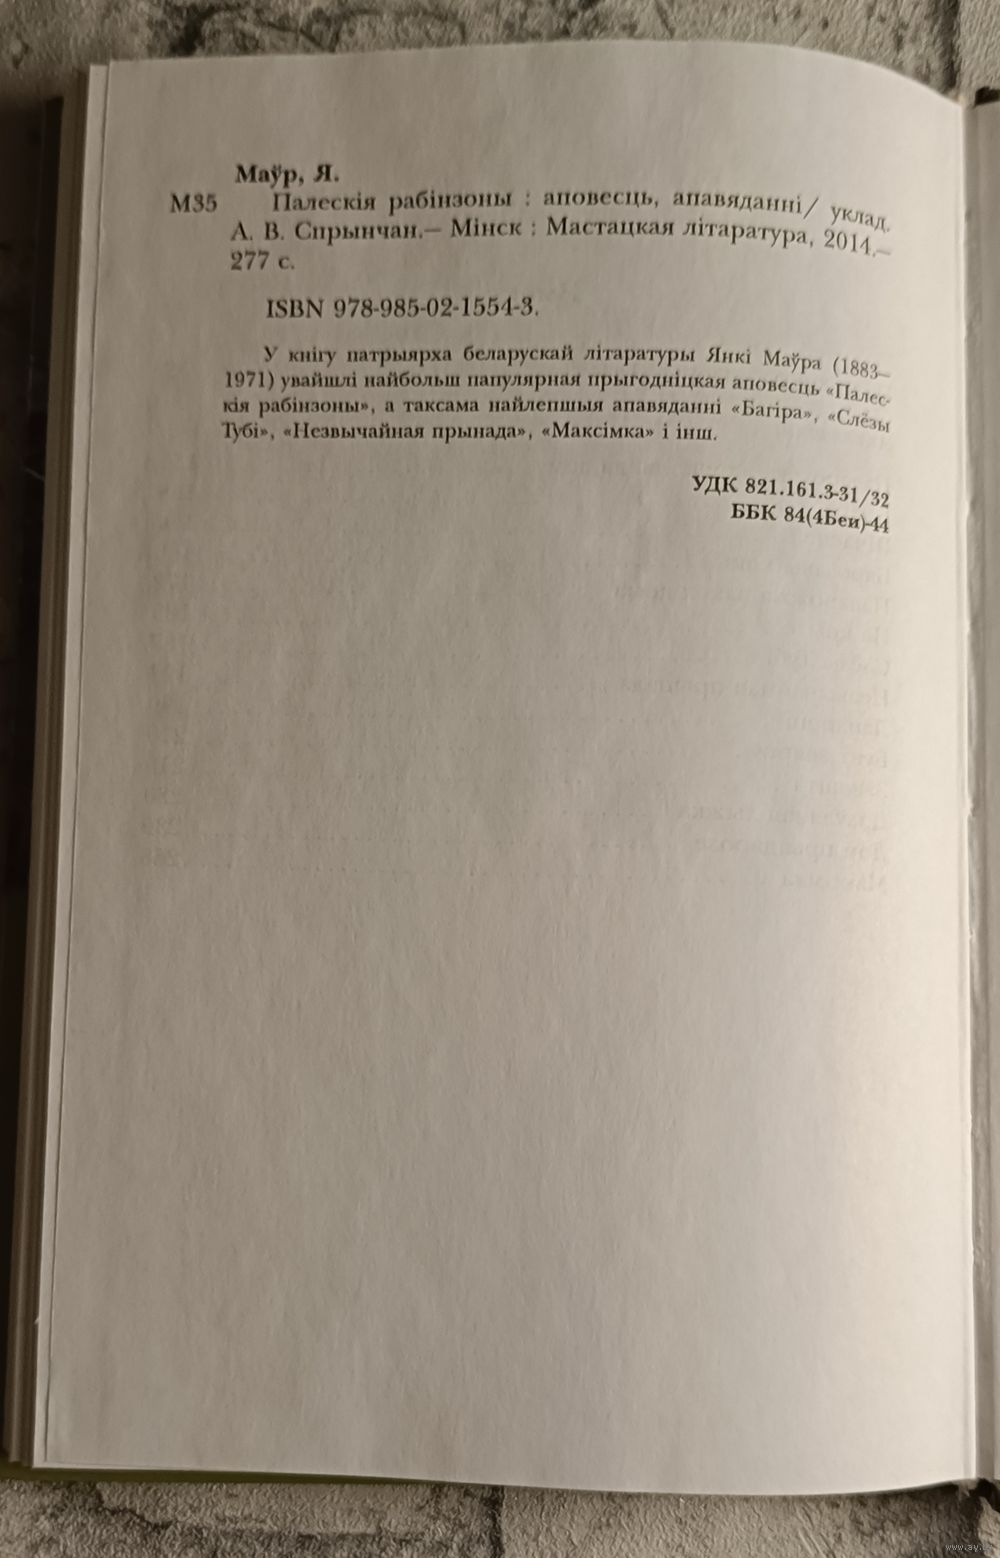 Маўр, Я.
М35 Палескія рабінзоны : аповесць, апавяданні/ уклад.
А. В. Спрынчан.— Мінск : Мастацкая літаратура, 2014.—
277 с.
ISBN 978-985-02-1554-3.
У кнігу патрыярха беларускай літаратуры Янкі Маўра (1883—
1971) увайшлі найбольш папулярная прыгодніцкая аповесць «Палес-
кія рабінзоны», а таксама найлепшыя апавяданні «Багіра», «Слёзы
Тубі», «Незвычайная прынада», «Максімка» і інш.
УДК 821.161.3-31/32
ББК 84(4Беи)-44